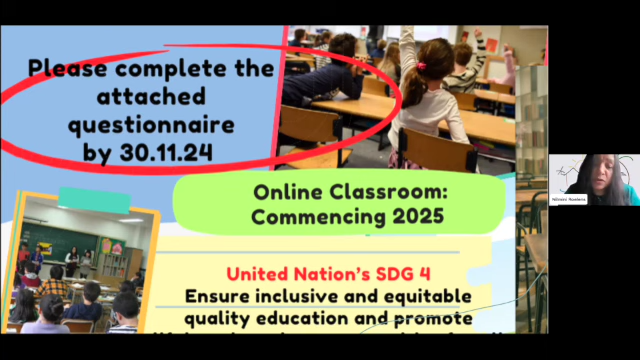 Please complete the
attached
questionnaire
by 30.11.24
Online Classroom:
Commencing 2025
United Nation's SDG 4
Ensure inclusive and equitable
quality education and promote